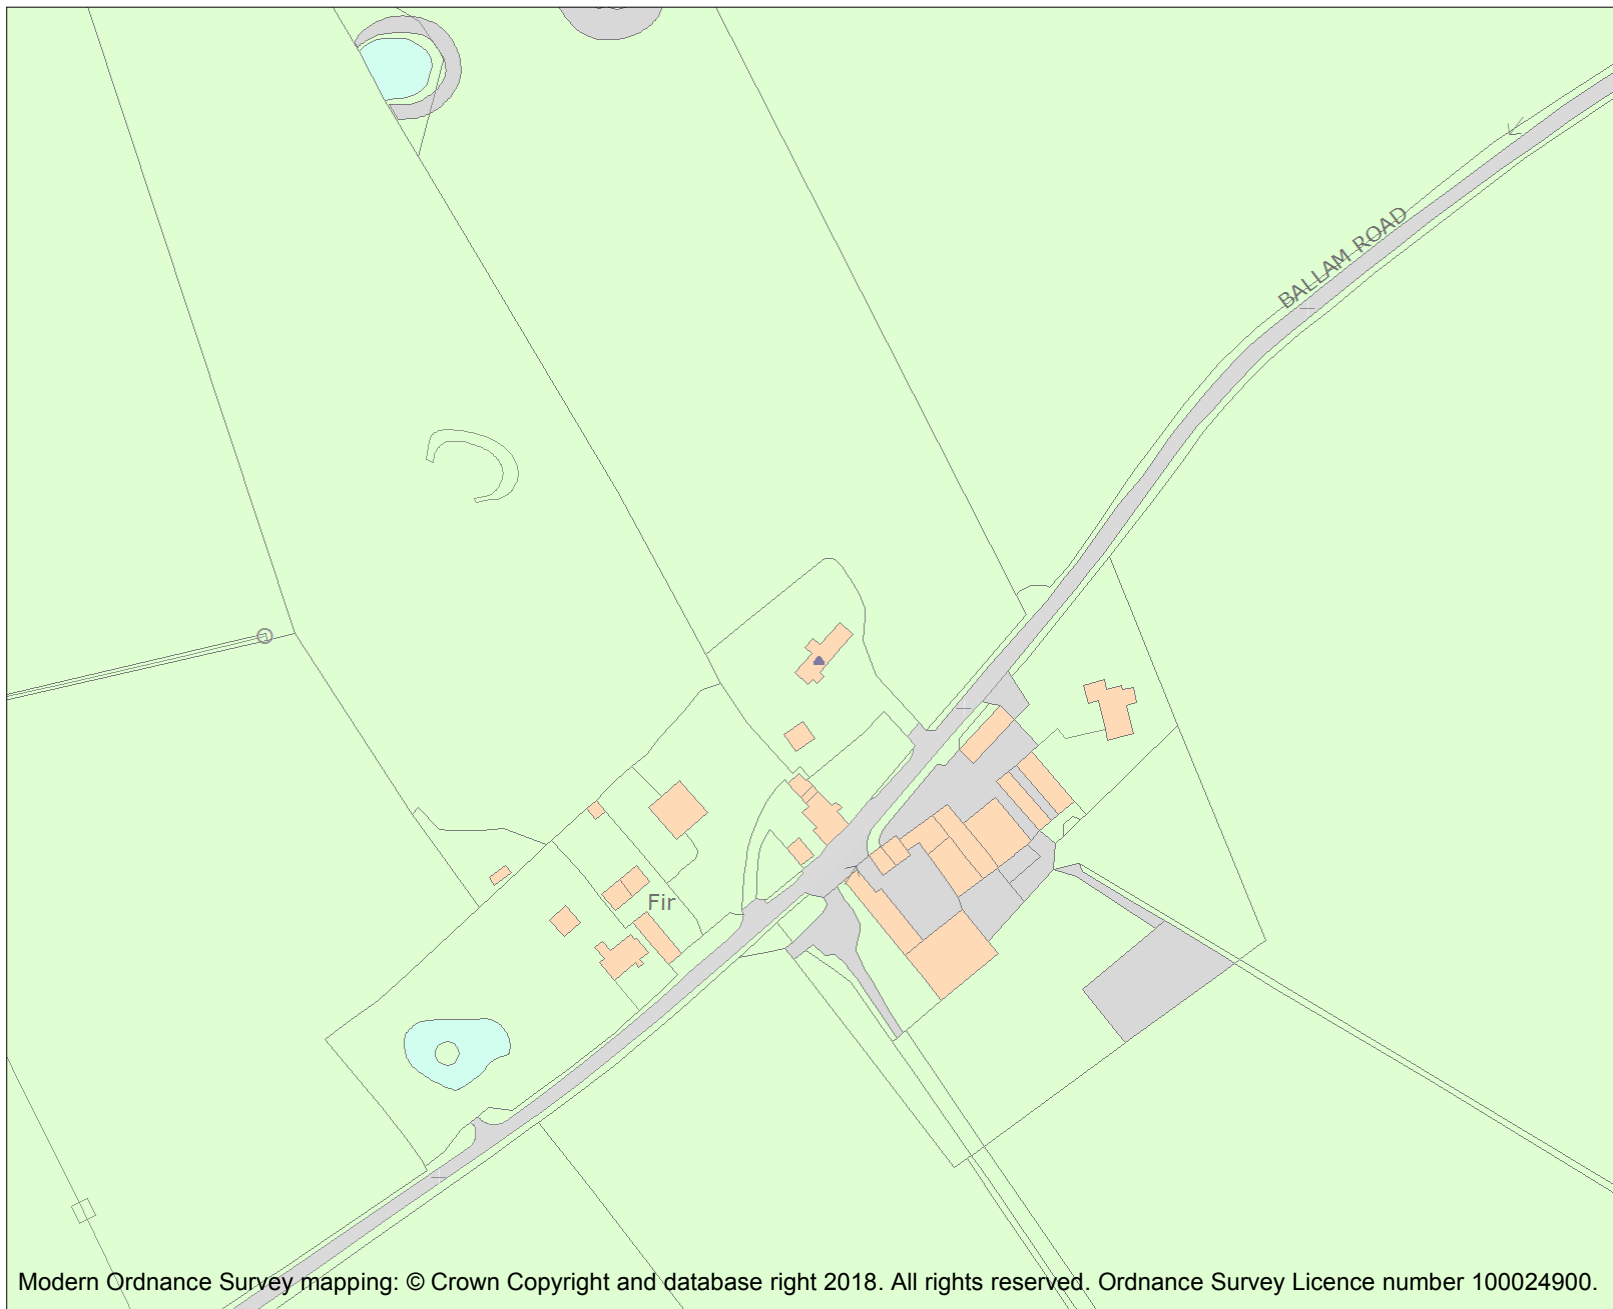 BALLAM ROAD
Fir
Modern Ordnance Survey mapping: © Crown Copyright and database right 2018. All rights reserved. Ordnance Survey Licence number 100024900.